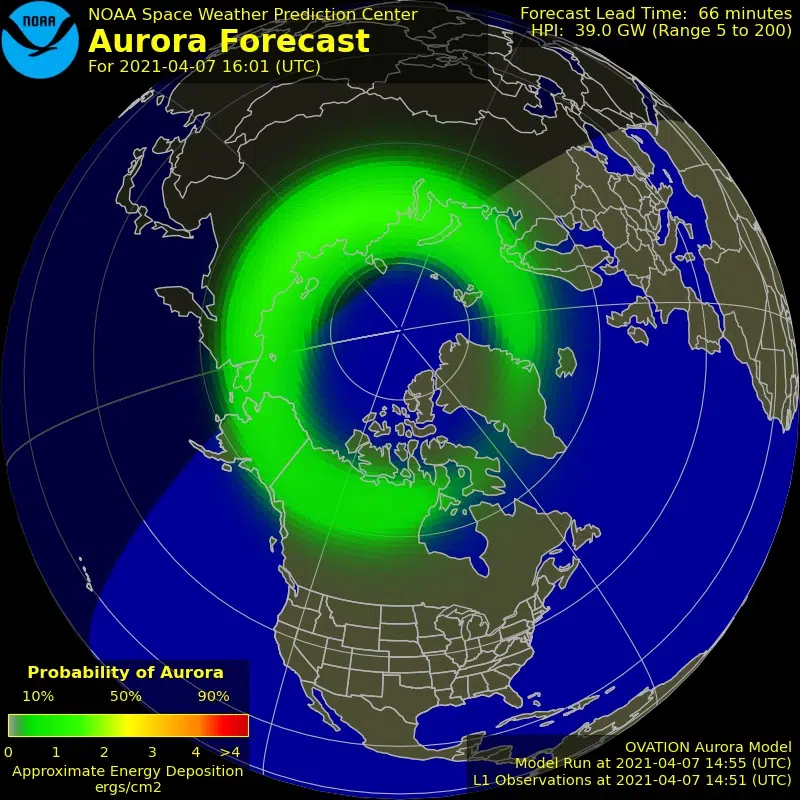 NOAA
NOAA Space Weather Prediction Center
Aurora Forecast
For 2021-04-07 16:01 (UTC)
Forecast Lead Time: 66 minutes
HPI: 39.0 GW (Range 5 to 200)
Probability of Aurora
10% 50% 90%
0 1 2 3 4 >4
Approximate Energy Deposition
ergs/cm2
OVATION Aurora Model
Model Run at 2021-04-07 14:55 (UTC)
L1 Observations at 2021-04-07 14:51 (UTC)